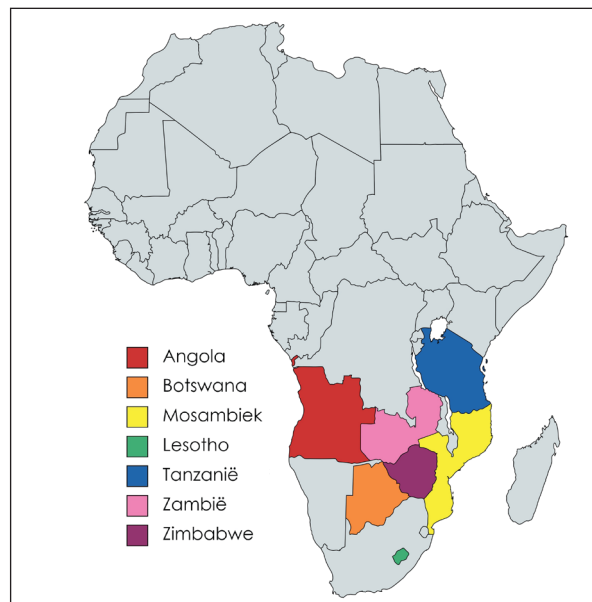 Angola
Botswana
Mosambiek
Lesotho
Tanzanië
Zambië
Zimbabwe